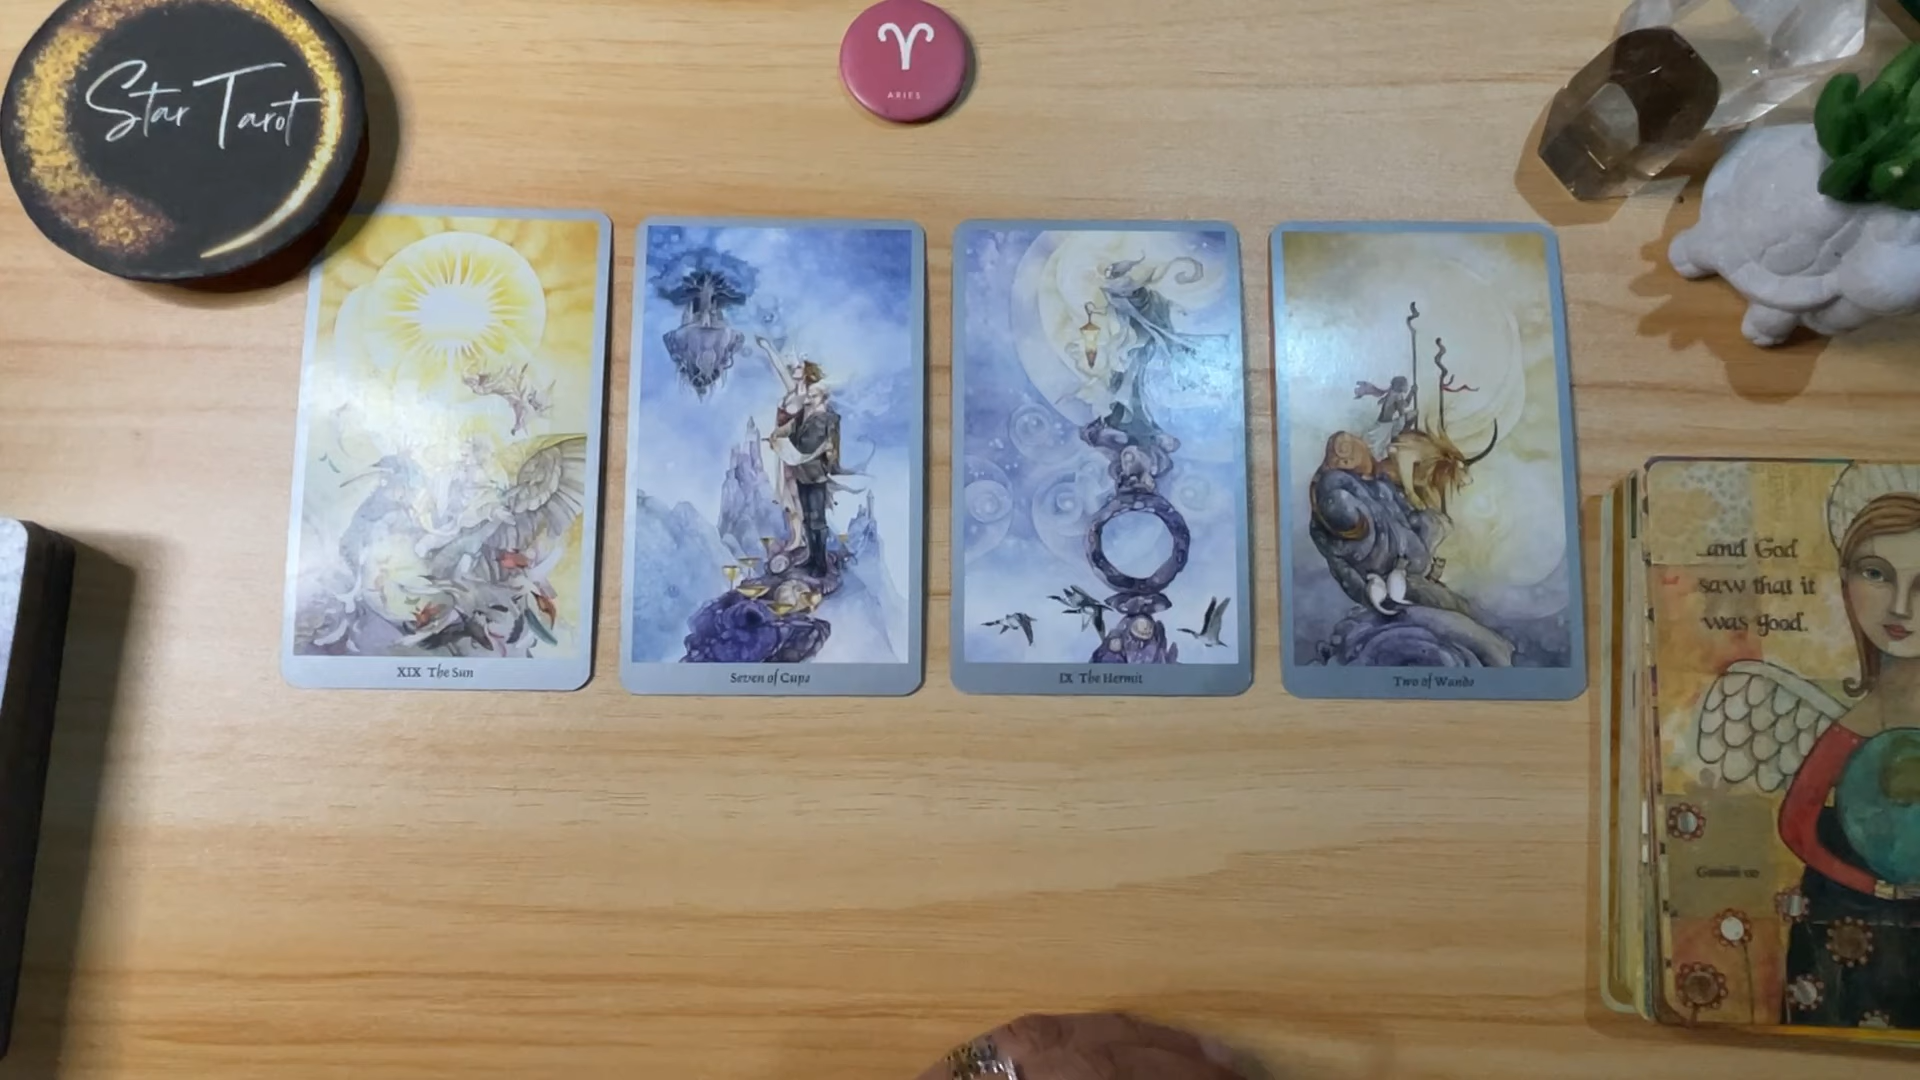 Star Tarot
ARIES
XIX The Sun
Seven of Cups
IX The Hermit
Two of Wands
...and God
saw that it
was good.